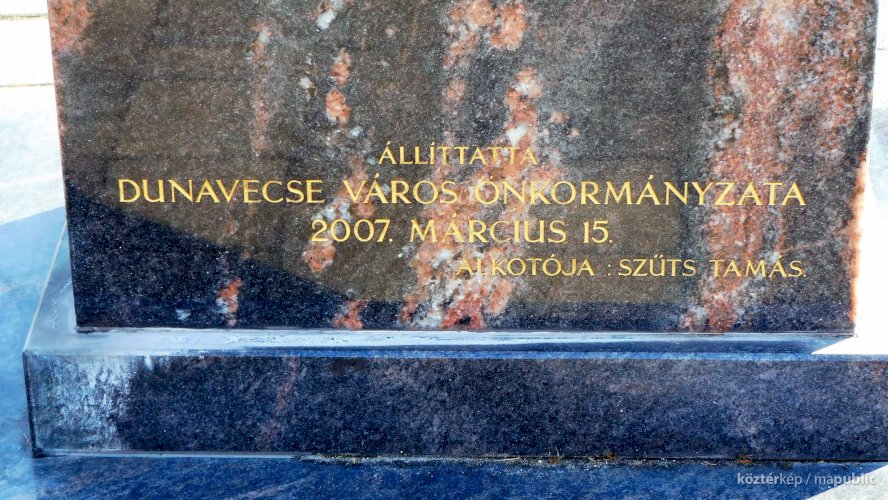 ÁLLÍTTATTA
DUNAVECSE VÁROS ÖNKORMÁNYZATA
2007. MÁRCIUS 15.
ALKOTÓJA : SZŰTS TAMÁS.
köztérkép / mapublic